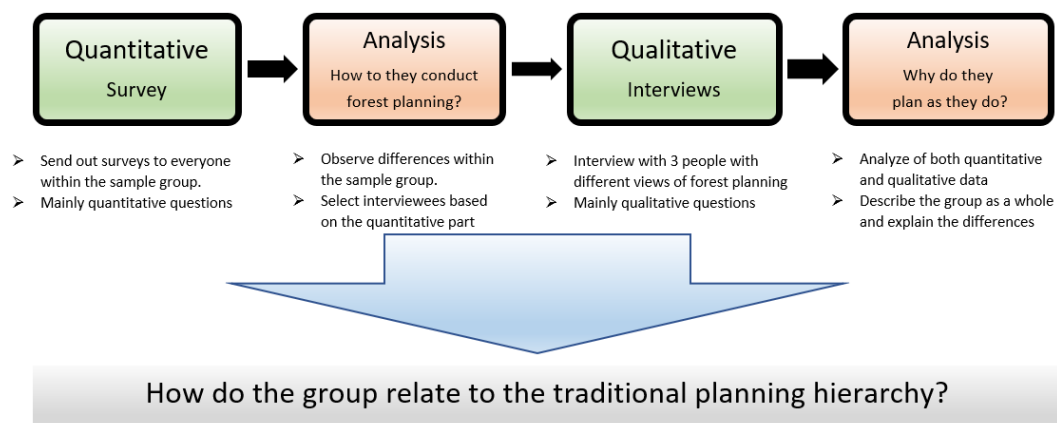 Quantitative
Survey
Analysis
How to they conduct
forest planning?
Qualitative
Interviews
Analysis
Why do they
plan as they do?
➢ Send out surveys to everyone
within the sample group.
➢ Mainly quantitative questions
➢ Observe differences within
the sample group.
➢ Select interviewees based
on the quantitative part
➢ Interview with 3 people with
different views of forest planning
➢ Mainly qualitative questions
➢ Analyze of both quantitative
and qualitative data
➢ Describe the group as a whole
and explain the differences
How do the group relate to the traditional planning hierarchy?